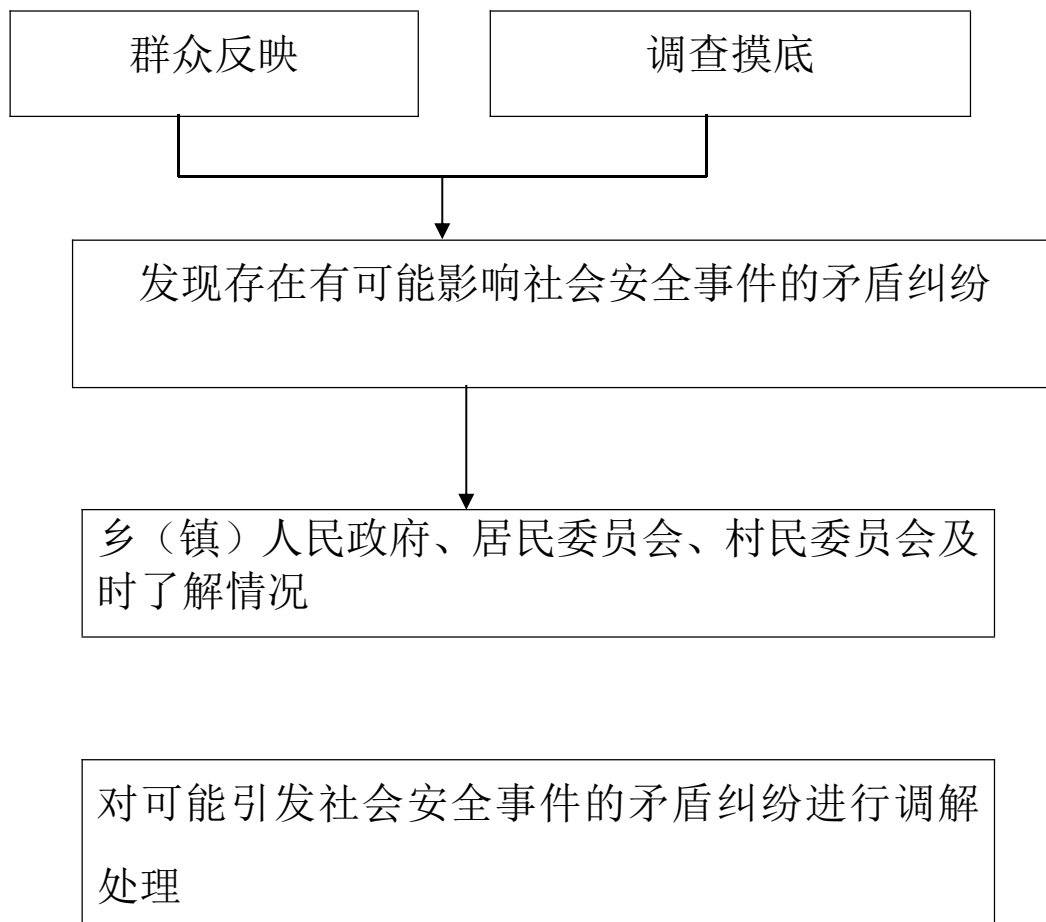 群众反映
调查摸底
发现存在有可能影响社会安全事件的矛盾纠纷
乡（镇）人民政府、居民委员会、村民委员会及
时了解情况
对可能引发社会安全事件的矛盾纠纷进行调解
处理